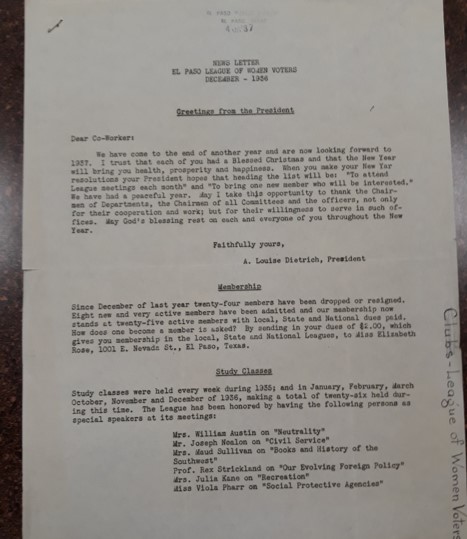 NEWS LETTER
EL PASO LEAGUE OF WOMEN VOTERS
DECEMBER - 1936
Greetings from the President
Dear Co-Worker:
We have come to the end of another year and are now looking forward to
1937. I trust that each of you had a Blessed Christmas and that the New Year
will bring you health, prosperity and happiness. When you make your New Year
resolutions your President hopes that heading the list will be: "To attend
League meetings each month" and "To bring one new member who will be interested."
We have had a peaceful year. May i take this opportunity to thank the Chair-
men of Departments, the Chairmen of all Committees and the officers, not only
for their cooperation and work; but for their willingness to serve in such of-
fices. May God's blessing rest on each and everyone of you throughout the New
Year.
Faithfully yours,
A. Louise Dietrich, President
Membership
Since December of last year twenty-four members have been dropped or resigned.
Eight new and very active members have been admitted and our membership now
stands at twenty-five active members with local, State and National dues paid.
How does one become a member is asked? By sending in your dues of $2.00, which
gives you membership in the local, State and National Leagues, to Miss Elizabeth
Rose, 1001 E. Nevada St., El Paso, Texas.
Study Classes
Study classes were held every week during 1935; and in January, February, March
October, November and December of 1936, making a total of twenty-six held dur-
ing this time. The League has been honored by having the following persons as
special speakers at its meetings:
Mrs. William Austin on "Neutrality"
Mr. Joseph Nealon on "Civil Service"
Mrs. Maud Sullivan on "Books and History of the
Southwest"
Prof. Rex Strickland on "Our Evolving Foreign Policy"
Mrs. Julia Kane on "Recreation"
Miss Viola Pharr on "Social Protective Agencies"
Clubs - League of Women Voters